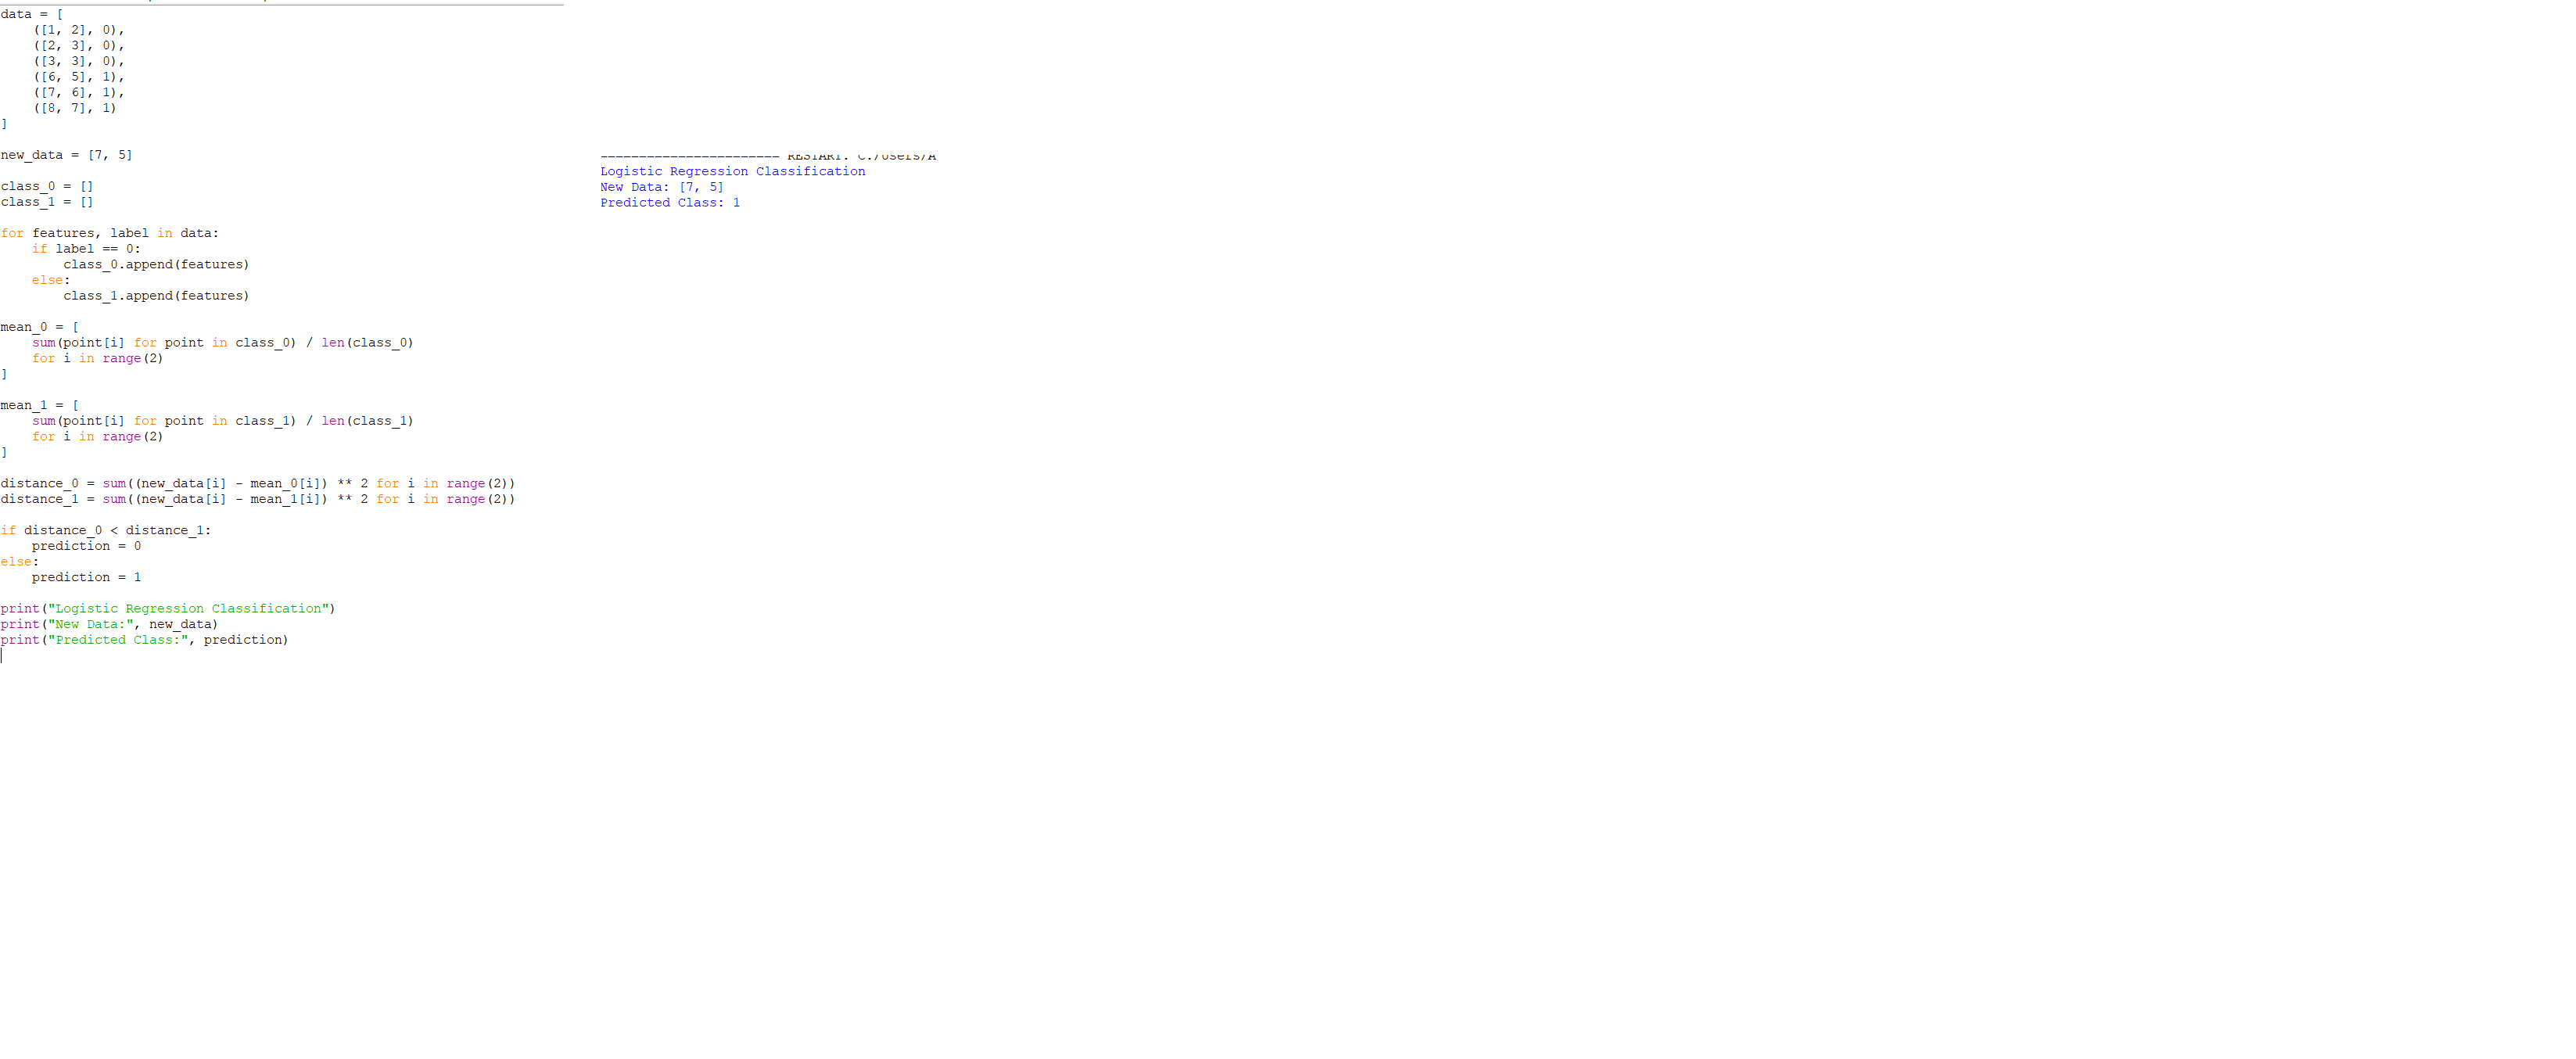 data = [
    ([1, 2], 0),
    ([2, 3], 0),
    ([3, 3], 0),
    ([6, 5], 1),
    ([7, 6], 1),
    ([8, 7], 1)
]
new_data = [7, 5]
class_0 = []
class_1 = []
for features, label in data:
    if label == 0:
        class_0.append(features)
    else:
        class_1.append(features)
mean_0 = [
    sum(point[i] for point in class_0) / len(class_0)
    for i in range(2)
]
mean_1 = [
    sum(point[i] for point in class_1) / len(class_1)
    for i in range(2)
]
distance_0 = sum((new_data[i] - mean_0[i]) ** 2 for i in range(2))
distance_1 = sum((new_data[i] - mean_1[i]) ** 2 for i in range(2))
if distance_0 < distance_1:
    prediction = 0
else:
    prediction = 1
print("Logistic Regression Classification")
print("New Data:", new_data)
print("Predicted Class:", prediction)
RESTART: C:/Users/A
Logistic Regression Classification
New Data: [7, 5]
Predicted Class: 1